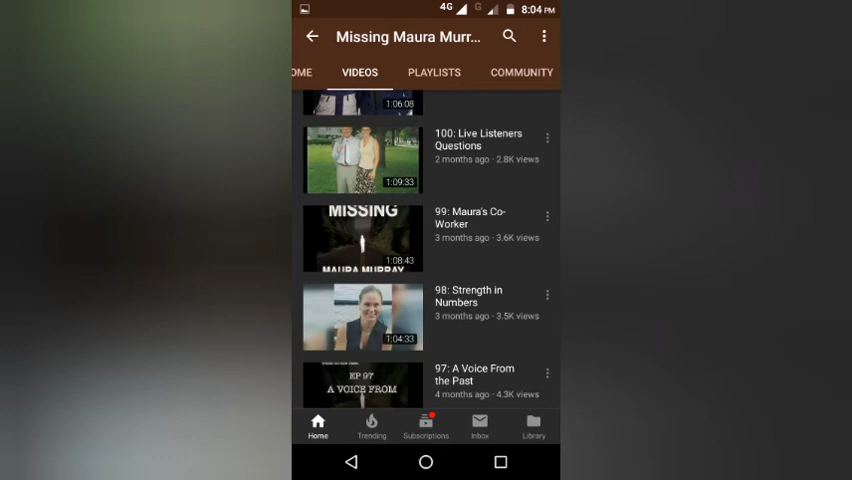 4G G 8:04 PM
Missing Maura Murr...
OME VIDEOS PLAYLISTS COMMUNITY
1:06:08
100: Live Listeners
Questions
2 months ago · 2.8K views
1:09:33
MISSING
MAURA MURRAY
1:08:43
99: Maura's Co-
Worker
3 months ago · 3.6K views
98: Strength in
Numbers
3 months ago · 3.5K views
1:04:33
EP 97
A VOICE FROM
97: A Voice From
the Past
4 months ago · 4.3K views
Home Trending Subscriptions Inbox Library